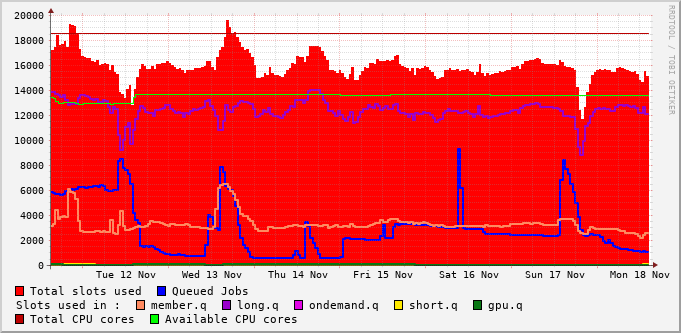 RRDTOOL / TOBI OETIKER
20000
18000
16000
14000
12000
10000
8000
6000
4000
2000
0
Tue 12 Nov Wed 13 Nov Thu 14 Nov Fri 15 Nov Sat 16 Nov Sun 17 Nov Mon 18 Nov
Total slots used Queued Jobs
Slots used in : member.q long.q ondemand.q short.q gpu.q
Total CPU cores Available CPU cores